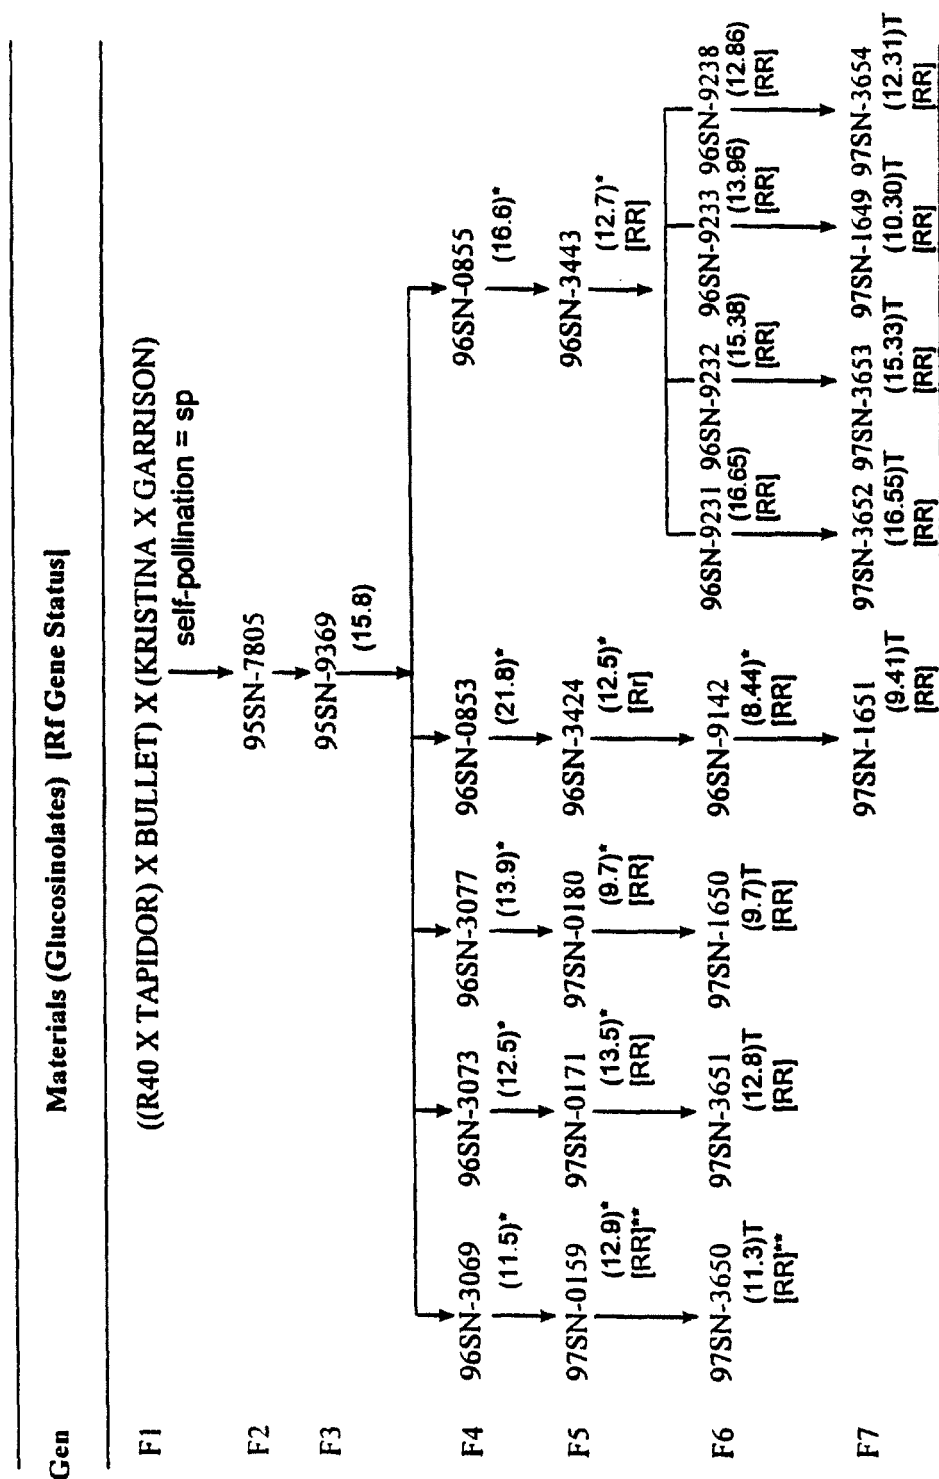 Gen Materials (Glucosinolates) [Rf Gene Status]
F1 ((R40 X TAPIDOR) X BULLET) X (KRISTINA X GARRISON)
self-pollination = sp
F2 95SN-7805
F3 95SN-9369
(15.8)
F4 96SN-3069 96SN-3073 96SN-3077 96SN-0853 96SN-0855
(11.5)* (12.5)* (13.9)* (21.8)* (16.6)*
F5 97SN-0159 97SN-0171 97SN-0180 96SN-3424 96SN-3443
(12.9)* (13.5)* (9.7)* (12.5)* (12.7)*
[RR]** [RR] [RR] [Rr] [RR]
F6 97SN-3650 97SN-3651 97SN-1650 96SN-9142 96SN-9231 96SN-9232 96SN-9233 96SN-9238
(11.3)T (12.8)T (9.7)T (8.44)* (16.65) (15.38) (13.96) (12.86)
[RR]** [RR] [RR] [RR] [RR] [RR] [RR] [RR]
F7 97SN-1651 97SN-3652 97SN-3653 97SN-1649 97SN-3654
(9.41)T (16.55)T (15.33)T (10.30)T (12.31)T
[RR] [RR] [RR] [RR] [RR]